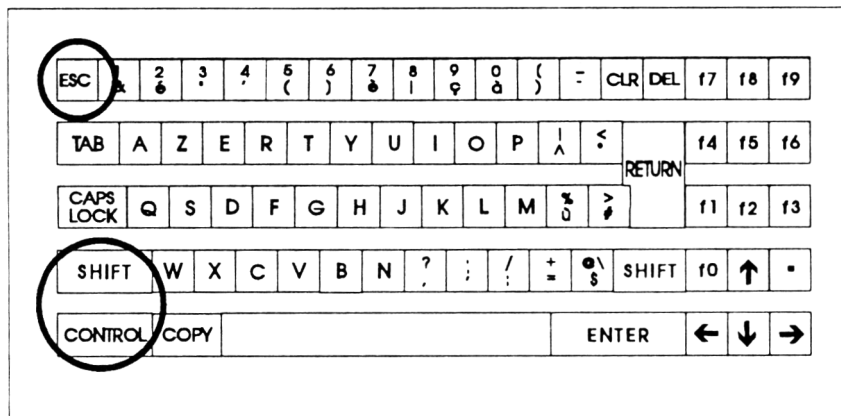 ESC 1 & 2 é 3 " 4 ' 5 ( 6 ) 7 è 8 9 ç 0 à ( ) - CLR DEL f7 f8 f9
TAB A Z E R T Y U I O P | ^ < * RETURN f4 f5 f6
CAPS LOCK Q S D F G H J K L M % ù > # f1 f2 f3
SHIFT W X C V B N ? , . ; / : + = @ \ $ SHIFT f0 ↑ .
CONTROL COPY ENTER ← ↓ →